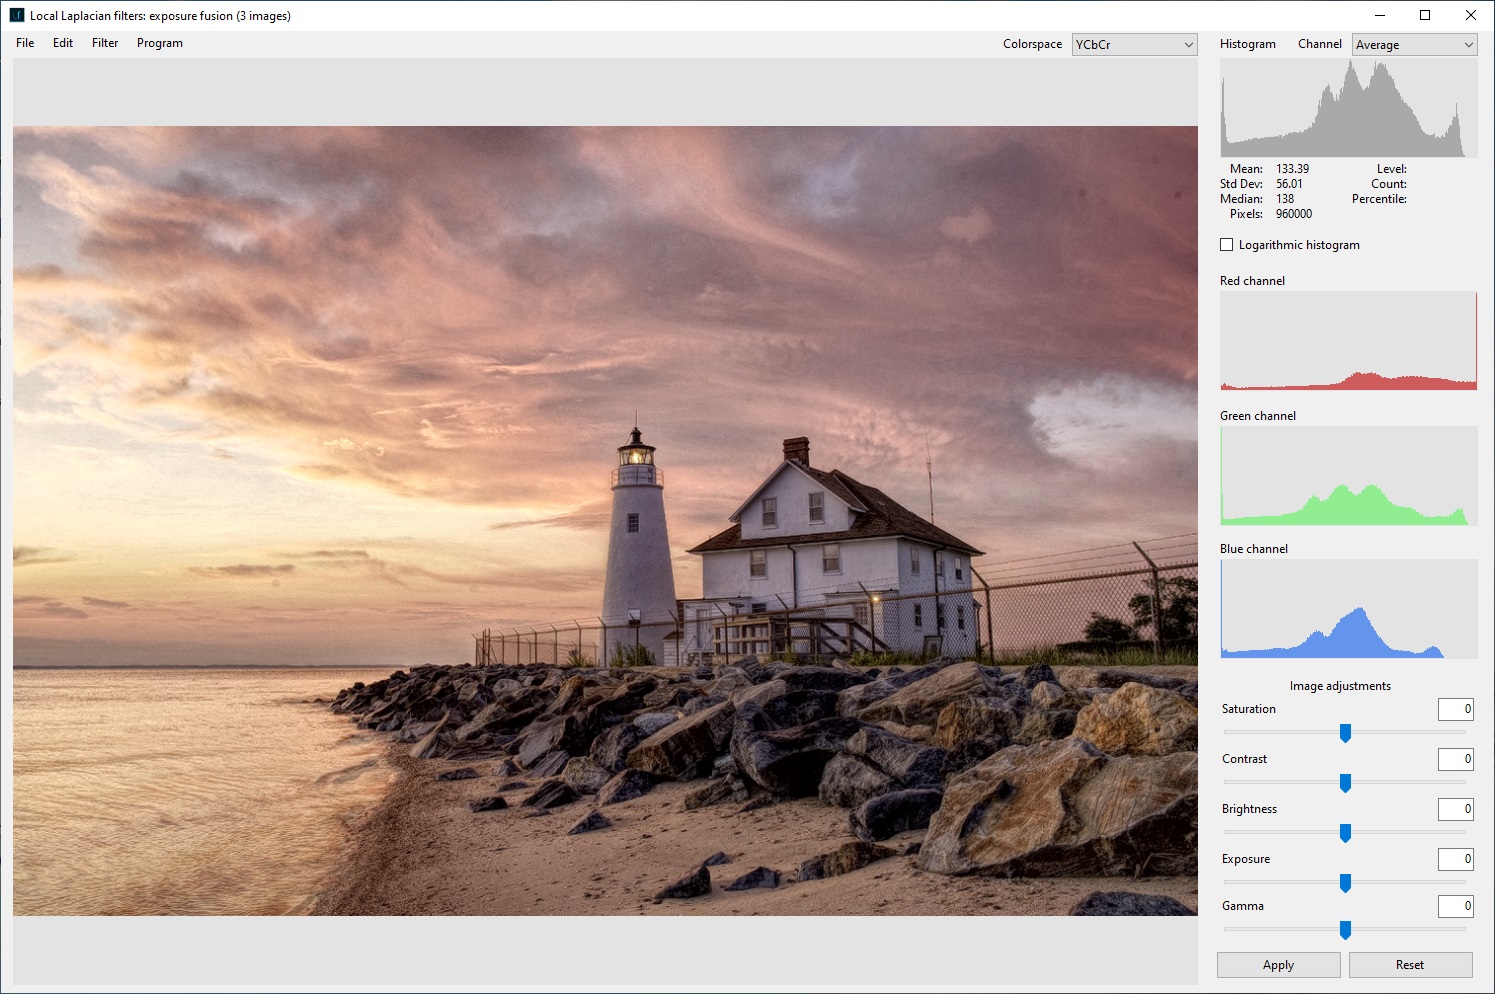 Local Laplacian filters: exposure fusion (3 images)
File Edit Filter Program Colorspace YCbCr Histogram Channel Average
Mean: 133.39 Level:
Std Dev: 56.01 Count:
Median: 138 Percentile:
Pixels: 960000
Logarithmic histogram
Red channel
Green channel
Blue channel
Image adjustments
Saturation 0
Contrast 0
Brightness 0
Exposure 0
Gamma 0
Apply Reset